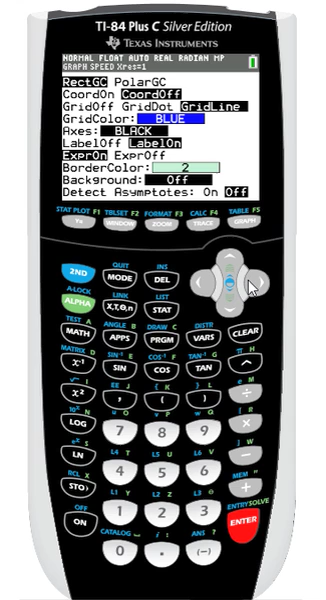 TI-84 Plus C Silver Edition
TEXAS INSTRUMENTS
NORMAL FLOAT AUTO REAL RADIAN MP
GRAPH SPEED Xres=1
RectGC PolarGC
CoordOn CoordOff
GridOff GridDot GridLine
GridColor: BLUE
Axes: BLACK
LabelOff LabelOn
ExprOn ExprOff
BorderColor: 2
Background: Off
Detect Asymptotes: On Off
STAT PLOT F1 TBLSET F2 FORMAT F3 CALC F4 TABLE F5
Y= WINDOW ZOOM TRACE GRAPH
QUIT INS
2ND MODE DEL
A-LOCK LINK LIST
ALPHA X,T,θ,n STAT
TEST A ANGLE B DRAW C DISTR
MATH APPS PRGM VARS CLEAR
MATRIX D SIN⁻¹ E COS⁻¹ F TAN⁻¹ G π H
x⁻¹ SIN COS TAN ^
√ I EE J { K } L e M
x² , ( ) ÷
10ˣ N u O v P w Q [ R
LOG 7 8 9 ×
eˣ S L4 T L5 U L6 V ] W
LN 4 5 6 −
RCL X L1 Y L2 Z L3 θ MEM "
STO▸ 1 2 3 +
OFF CATALOG i : ANS ? ENTRY SOLVE
ON 0 . (−) ENTER